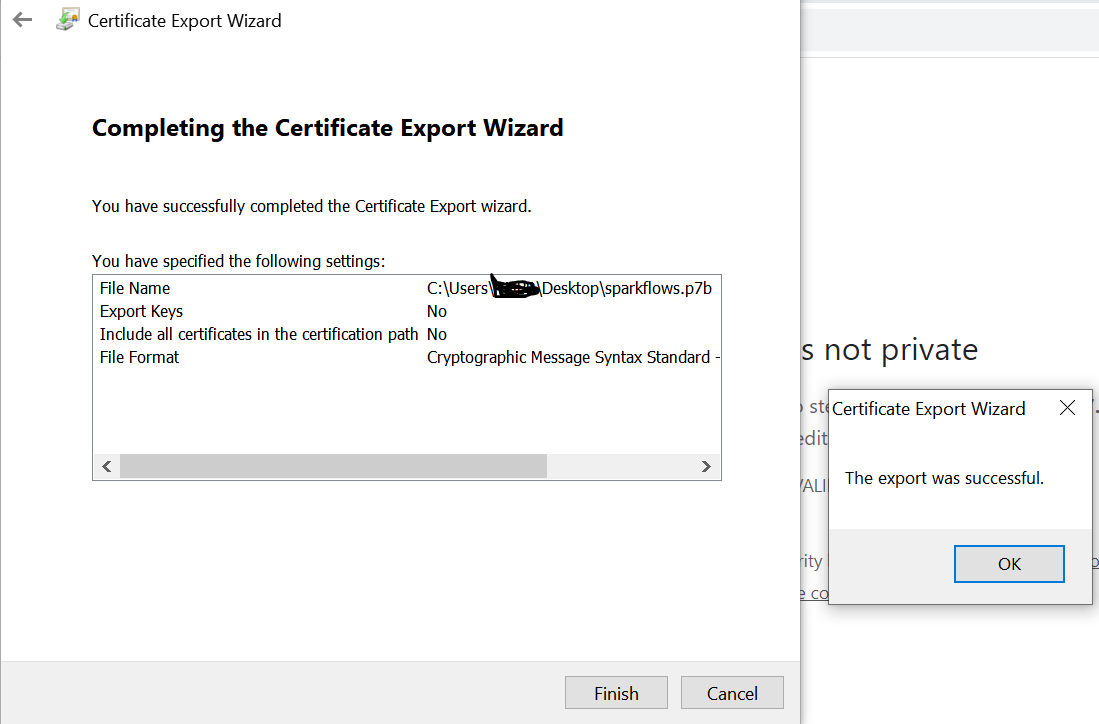 Certificate Export Wizard
Completing the Certificate Export Wizard
You have successfully completed the Certificate Export wizard.
You have specified the following settings:
File Name C:\Users\ \Desktop\sparkflows.p7b
Export Keys No
Include all certificates in the certification path No
File Format Cryptographic Message Syntax Standard -
s not private
Certificate Export Wizard
The export was successful.
OK
Finish Cancel